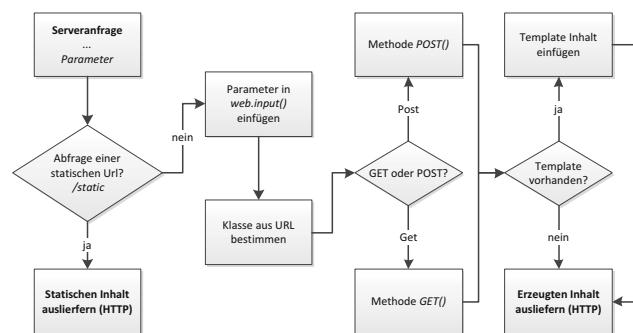 Serveranfrage
...
Parameter
Abfrage einer
statischen Url?
/static
ja
nein
Statischen Inhalt
auslierfern (HTTP)
Parameter in
web.input()
einfügen
Klasse aus URL
bestimmen
Methode POST()
Post
GET oder POST?
Get
Methode GET()
Template Inhalt
einfügen
ja
Template
vorhanden?
nein
Erzeugten Inhalt
ausliefern (HTTP)